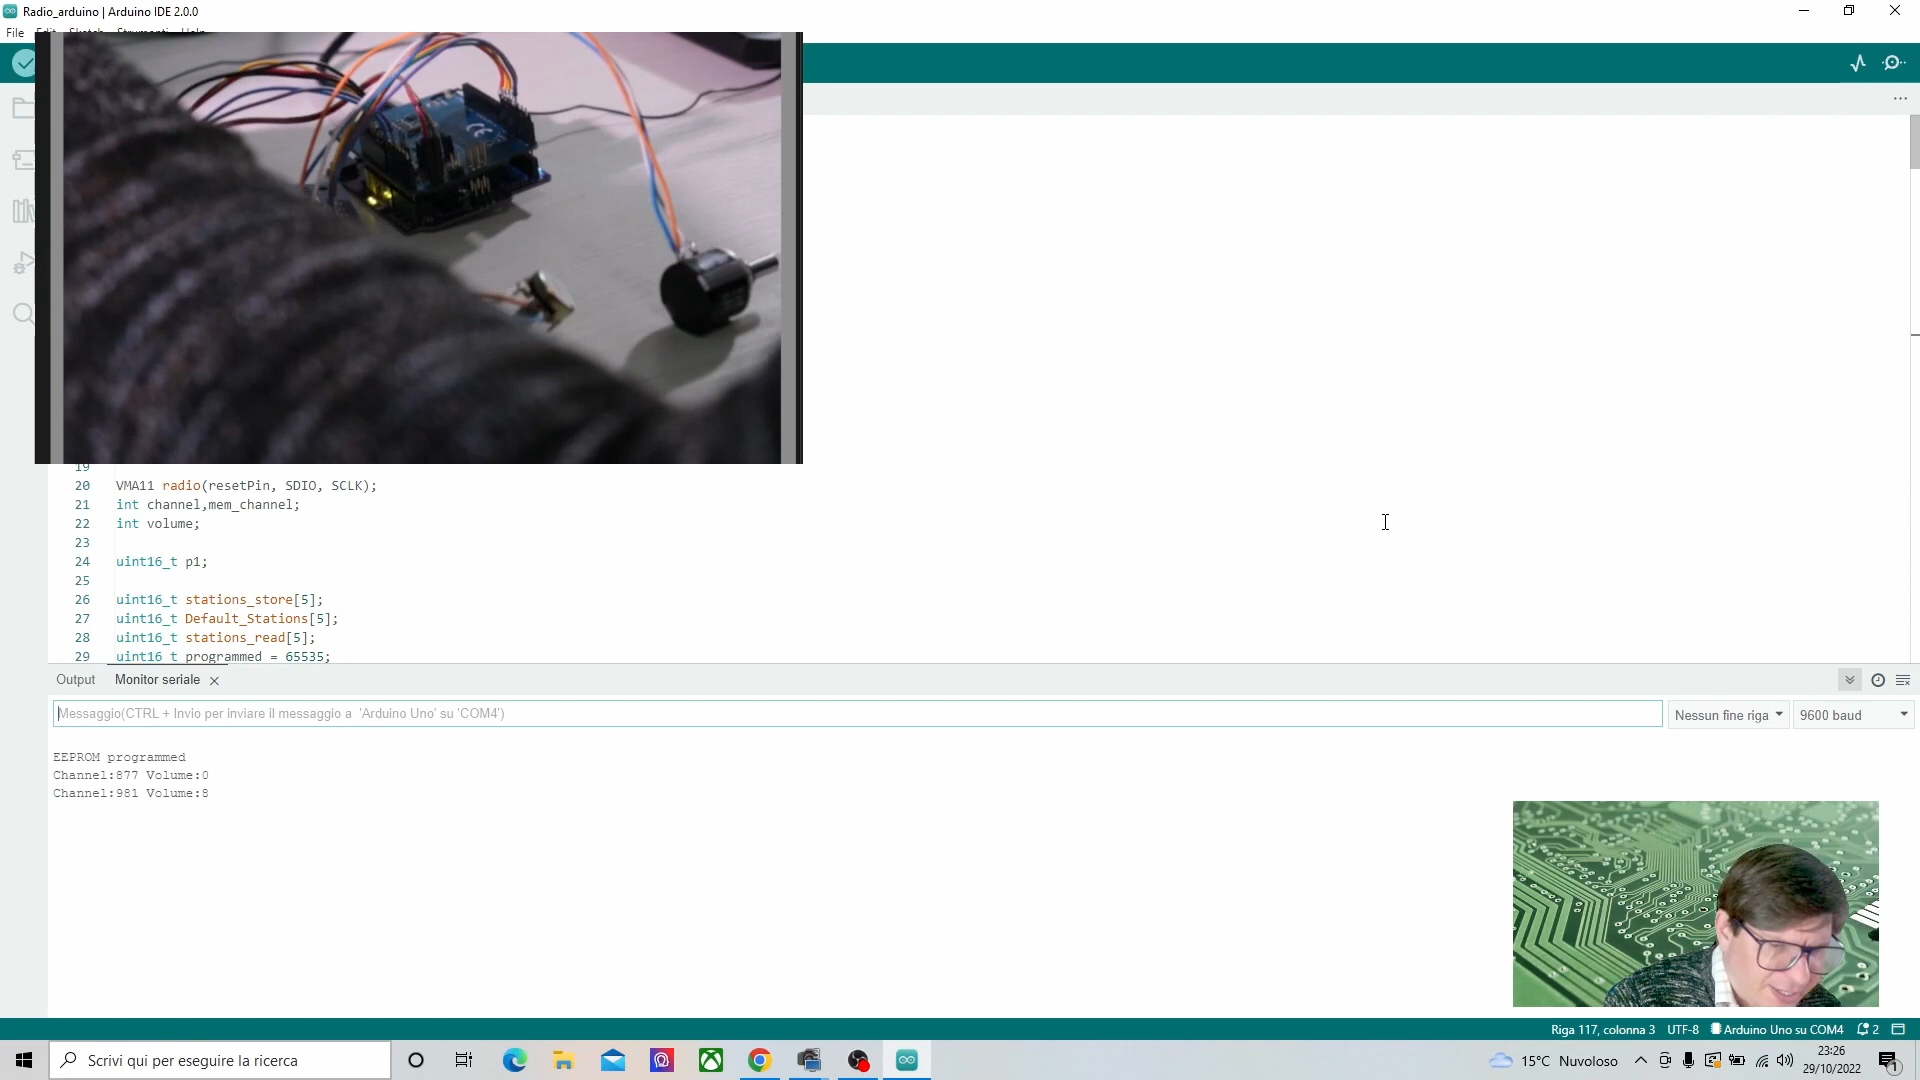 Radio_arduino | Arduino IDE 2.0.0
File Edit Sketch Strumenti Help
19
20 VMA11 radio(resetPin, SDIO, SCLK);
21 int channel,mem_channel;
22 int volume;
23
24 uint16_t p1;
25
26 uint16_t stations_store[5];
27 uint16_t Default_Stations[5];
28 uint16_t stations_read[5];
29 uint16_t programmed = 65535;
Output Monitor seriale
Messaggio(CTRL + Invio per inviare il messaggio a 'Arduino Uno' su 'COM4')
Nessun fine riga 9600 baud
EEPROM programmed
Channel:877 Volume:0
Channel:981 Volume:8
Riga 117, colonna 3 UTF-8 Arduino Uno su COM4 2
Scrivi qui per eseguire la ricerca
15°C Nuvoloso
23:26
29/10/2022
1